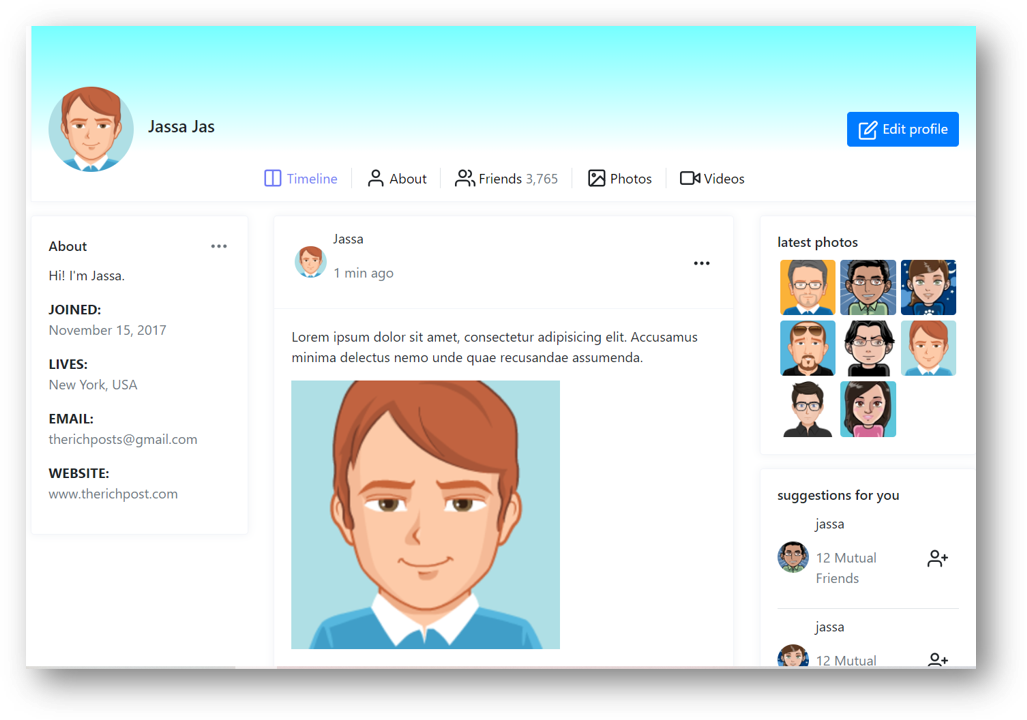 Jassa Jas
Edit profile
Timeline
About
Friends 3,765
Photos
Videos
About
Hi! I'm Jassa.
JOINED:
November 15, 2017
LIVES:
New York, USA
EMAIL:
therichposts@gmail.com
WEBSITE:
www.therichpost.com
Jassa
1 min ago
Lorem ipsum dolor sit amet, consectetur adipisicing elit. Accusamus
minima delectus nemo unde quae recusandae assumenda.
latest photos
suggestions for you
jassa
12 Mutual
Friends
jassa
12 Mutual